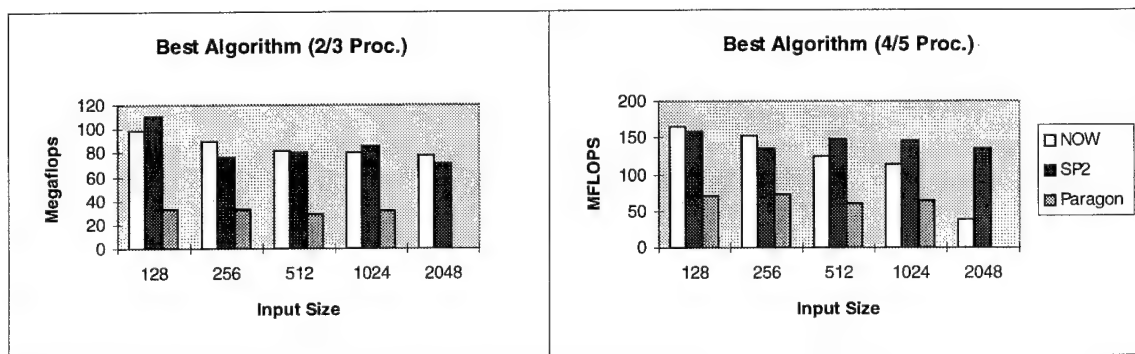 Best Algorithm (2/3 Proc.)
Megaflops
120
100
80
60
40
20
0
128 256 512 1024 2048
Input Size
Best Algorithm (4/5 Proc.)
MFLOPS
200
150
100
50
0
128 256 512 1024 2048
Input Size
NOW
SP2
Paragon